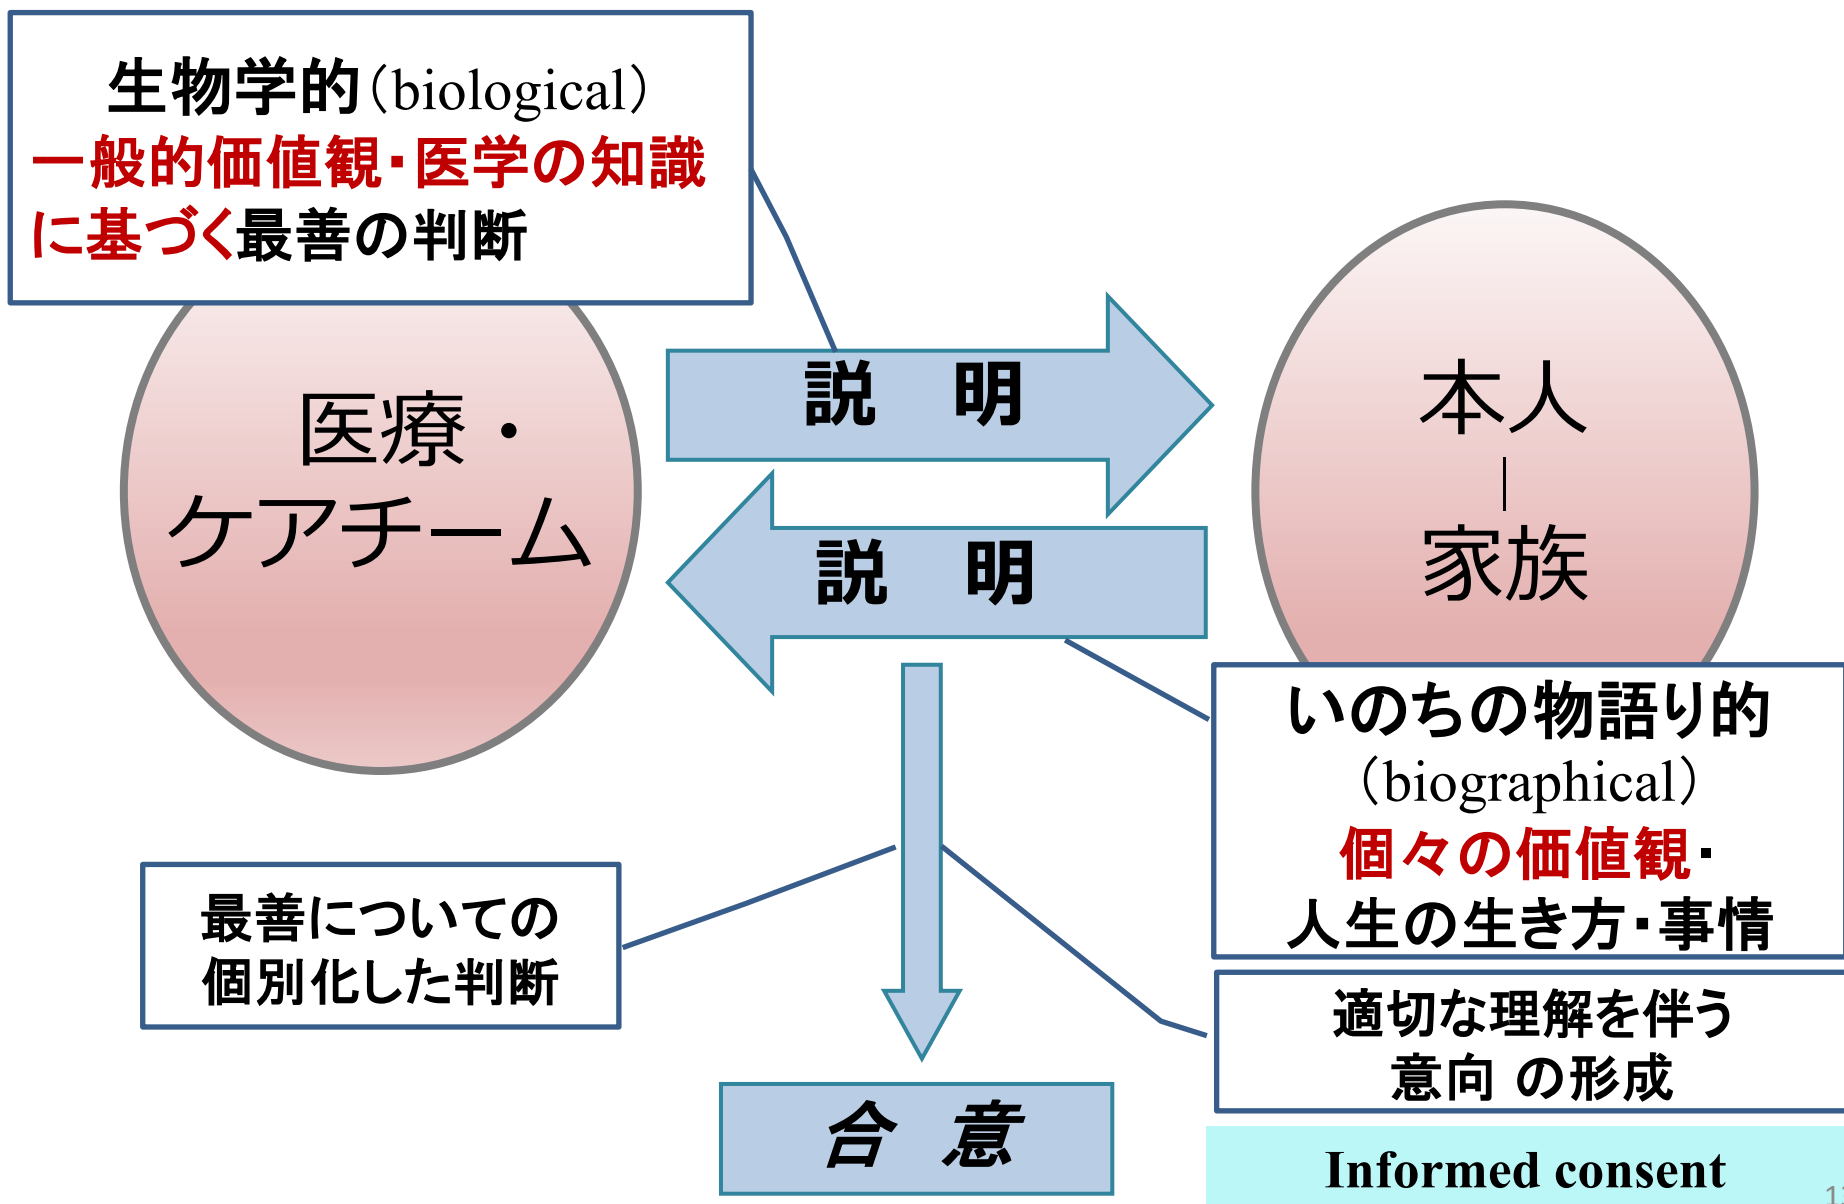 生物学的（biological）
一般的価値観・医学の知識
に基づく最善の判断
医療・
ケアチーム
説　明
本人
|
家族
説　明
いのちの物語り的
（biographical）
個々の価値観・
人生の生き方・事情
最善についての
個別化した判断
適切な理解を伴う
意向 の形成
合 意
Informed consent